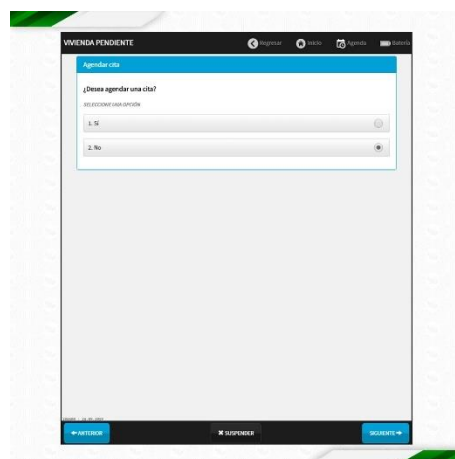 VIVIENDA PENDIENTE
Regresar
Inicio
Agenda
Batería
Agendar cita
¿Desea agendar una cita?
SELECCIONE UNA OPCIÓN
1. Sí
2. No
ANTERIOR
SUSPENDER
SIGUIENTE